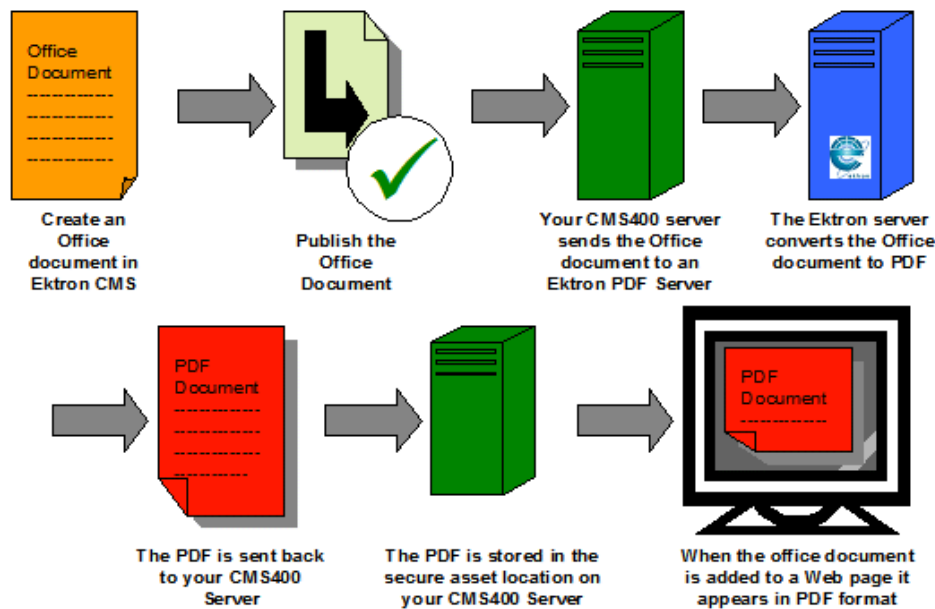 Office
Document
Create an
Office
document in
Ektron CMS
Publish the
Office
Document
Your CMS400 server
sends the Office
document to an
Ektron PDF Server
The Ektron server
converts the Office
document to PDF
PDF
Document
The PDF is sent back
to your CMS400
Server
The PDF is stored in the
secure asset location on
your CMS400 Server
PDF
Document
When the office document
is added to a Web page it
appears in PDF format